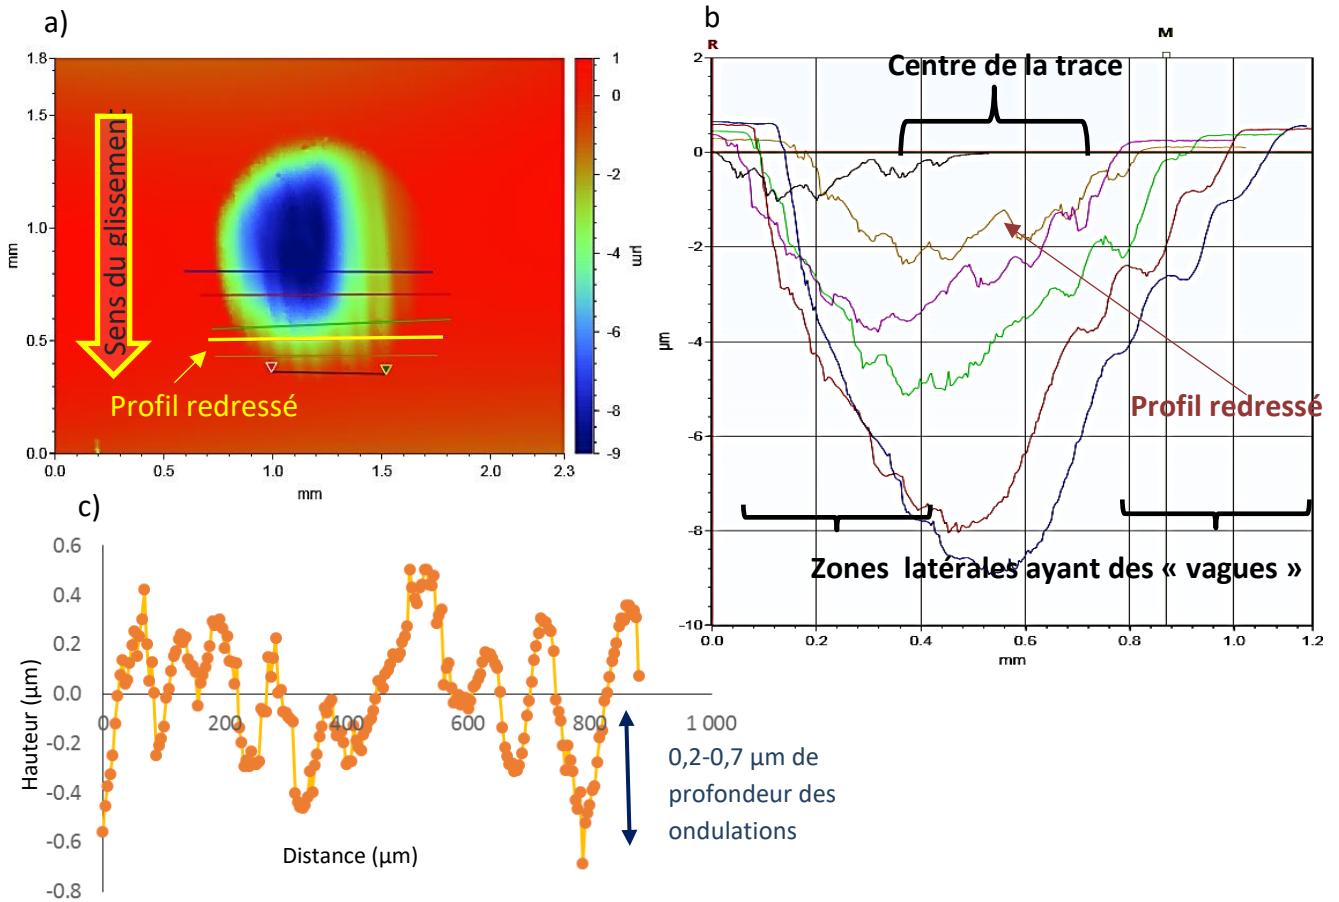 a)
1.8
1.5
1.0
0.5
0.0
mm
0.0
0.5
1.0
1.5
2.0
2.3
mm
Sens du glissement
Profil redressé
1
0
-2
-4
-6
-8
-9
µm
b
R
M
Centre de la trace
2
0
-2
-4
-6
-8
-10
µm
Profil redressé
Zones latérales ayant des « vagues »
0.0
0.2
0.4
0.6
0.8
1.0
1.2
mm
c)
0.6
0.4
0.2
0.0
-0.2
-0.4
-0.6
-0.8
Hauteur (µm)
0
200
400
600
800
1 000
Distance (µm)
0,2-0,7 µm de
profondeur des
ondulations